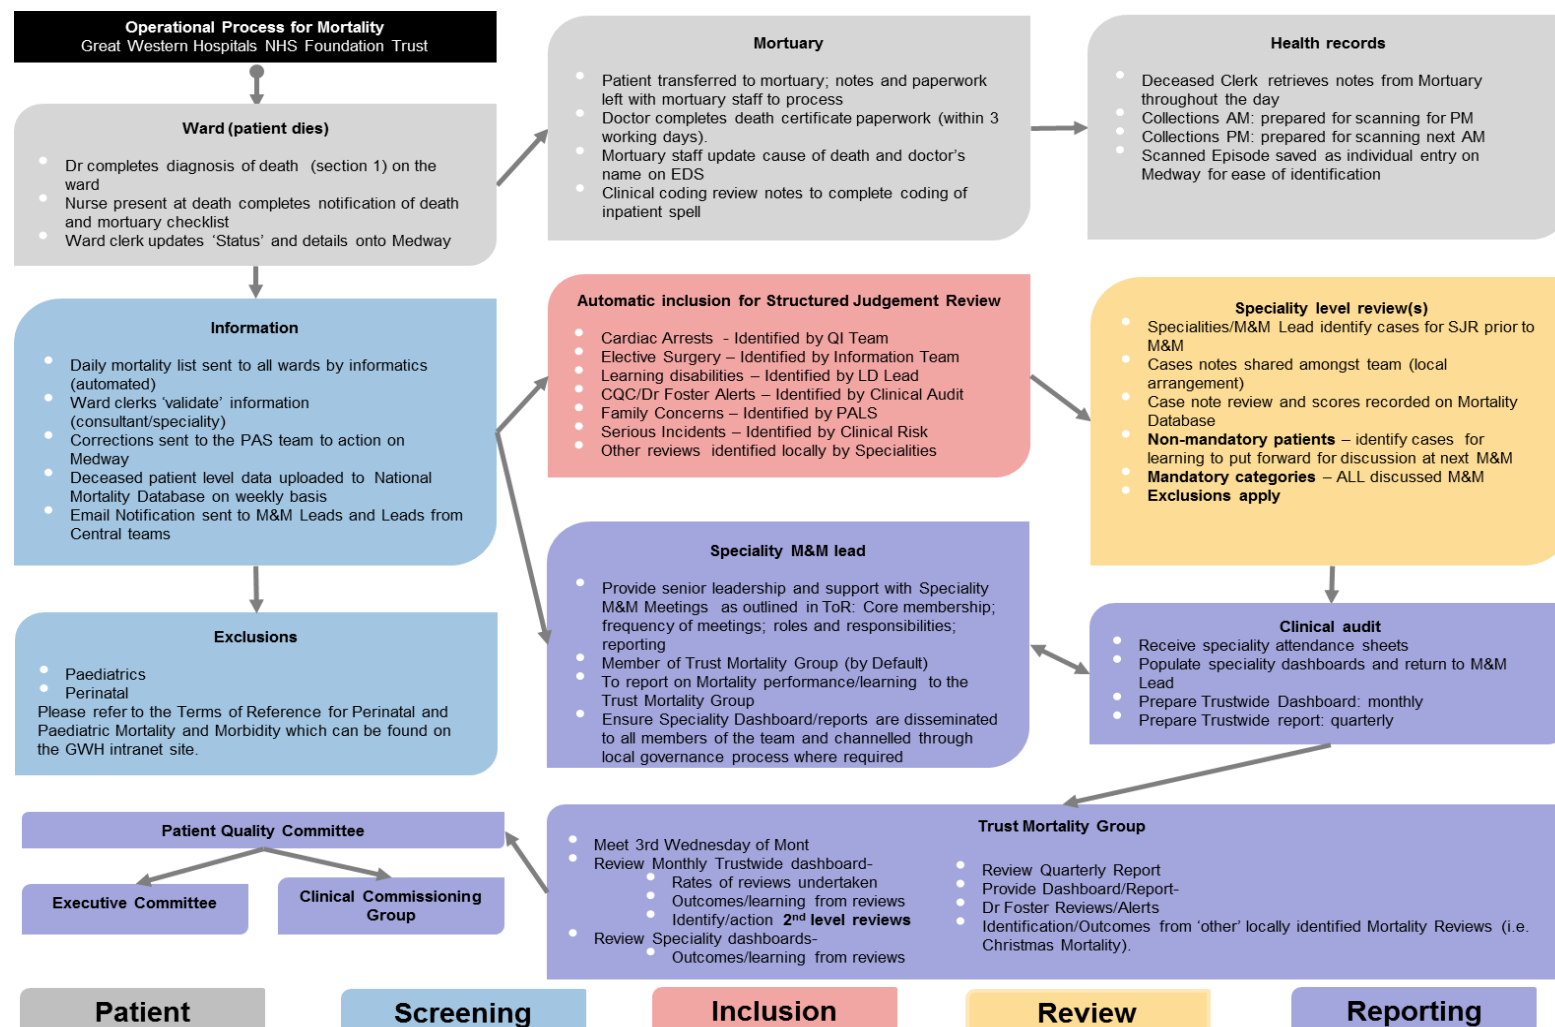 Operational Process for Mortality
Great Western Hospitals NHS Foundation Trust
Ward (patient dies)
Dr completes diagnosis of death (section 1) on the
ward
Nurse present at death completes notification of death
and mortuary checklist
Ward clerk updates ‘Status’ and details onto Medway
Mortuary
Patient transferred to mortuary; notes and paperwork
left with mortuary staff to process
Doctor completes death certificate paperwork (within 3
working days).
Mortuary staff update cause of death and doctor’s
name on EDS
Clinical coding review notes to complete coding of
inpatient spell
Health records
Deceased Clerk retrieves notes from Mortuary
throughout the day
Collections AM: prepared for scanning for PM
Collections PM: prepared for scanning next AM
Scanned Episode saved as individual entry on
Medway for ease of identification
Information
Daily mortality list sent to all wards by informatics
(automated)
Ward clerks ‘validate’ information
(consultant/speciality)
Corrections sent to the PAS team to action on
Medway
Deceased patient level data uploaded to National
Mortality Database on weekly basis
Email Notification sent to M&M Leads and Leads from
Central teams
Automatic inclusion for Structured Judgement Review
Cardiac Arrests - Identified by QI Team
Elective Surgery – Identified by Information Team
Learning disabilities – Identified by LD Lead
CQC/Dr Foster Alerts – Identified by Clinical Audit
Family Concerns – Identified by PALS
Serious Incidents – Identified by Clinical Risk
Other reviews identified locally by Specialities
Speciality level review(s)
Specialities/M&M Lead identify cases for SJR prior to
M&M
Cases notes shared amongst team (local
arrangement)
Case note review and scores recorded on Mortality
Database
Non-mandatory patients – identify cases for
learning to put forward for discussion at next M&M
Mandatory categories – ALL discussed M&M
Exclusions apply
Exclusions
Paediatrics
Perinatal
Please refer to the Terms of Reference for Perinatal and
Paediatric Mortality and Morbidity which can be found on
the GWH intranet site.
Speciality M&M lead
Provide senior leadership and support with Speciality
M&M Meetings as outlined in ToR: Core membership;
frequency of meetings; roles and responsibilities;
reporting
Member of Trust Mortality Group (by Default)
To report on Mortality performance/learning to the
Trust Mortality Group
Ensure Speciality Dashboard/reports are disseminated
to all members of the team and channelled through
local governance process where required
Clinical audit
Receive speciality attendance sheets
Populate speciality dashboards and return to M&M
Lead
Prepare Trustwide Dashboard: monthly
Prepare Trustwide report: quarterly
Patient Quality Committee
Executive Committee
Clinical Commissioning
Group
Trust Mortality Group
Meet 3rd Wednesday of Mont
Review Monthly Trustwide dashboard-
Rates of reviews undertaken
Outcomes/learning from reviews
Identify/action 2nd level reviews
Review Speciality dashboards-
Outcomes/learning from reviews
Review Quarterly Report
Provide Dashboard/Report-
Dr Foster Reviews/Alerts
Identification/Outcomes from ‘other’ locally identified Mortality Reviews (i.e.
Christmas Mortality).
Patient
Screening
Inclusion
Review
Reporting